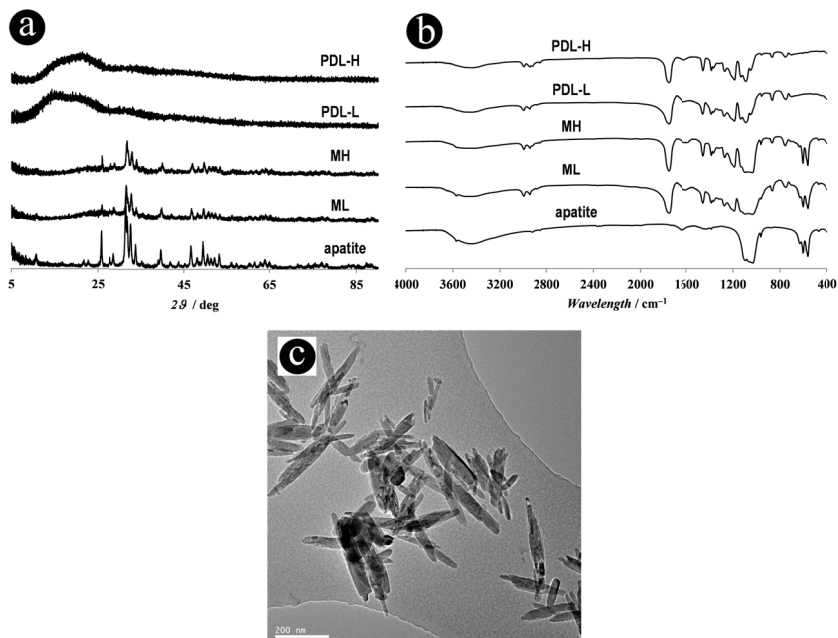 a
PDL-H
PDL-L
MH
ML
apatite
5 25 45 65 85
2ϑ / deg
b
PDL-H
PDL-L
MH
ML
apatite
4000 3600 3200 2800 2400 2000 1600 1200 800 400
Wavelength / cm⁻¹
c
200 nm